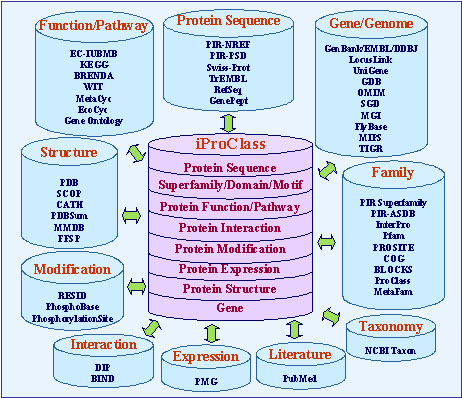 Function/Pathway
EC-IUBMB
KEGG
BRENDA
WIT
MetaCyc
EcoCyc
Gene Ontology
Protein Sequence
PIR-NREF
PIR-PSD
Swiss-Prot
TrEMBL
RefSeq
GenePept
Gene/Genome
GenBank/EMBL/DDBJ
LocusLink
UniGene
GDB
OMIM
SGD
MGI
FlyBase
MIPS
TIGR
Structure
PDB
SCOP
CATH
PDBSum
MMDB
FFSP
iProClass
Protein Sequence
Superfamily/Domain/Motif
Protein Function/Pathway
Protein Interaction
Protein Modification
Protein Expression
Protein Structure
Gene
Family
PIR Superfamily
PIR-ASDB
InterPro
Pfam
PROSITE
COG
BLOCKS
ProClass
MetaFam
Modification
RESID
PhosphoBase
PhosphorylationSite
Interaction
DIP
BIND
Expression
PMG
Literature
PubMed
Taxonomy
NCBI Taxon